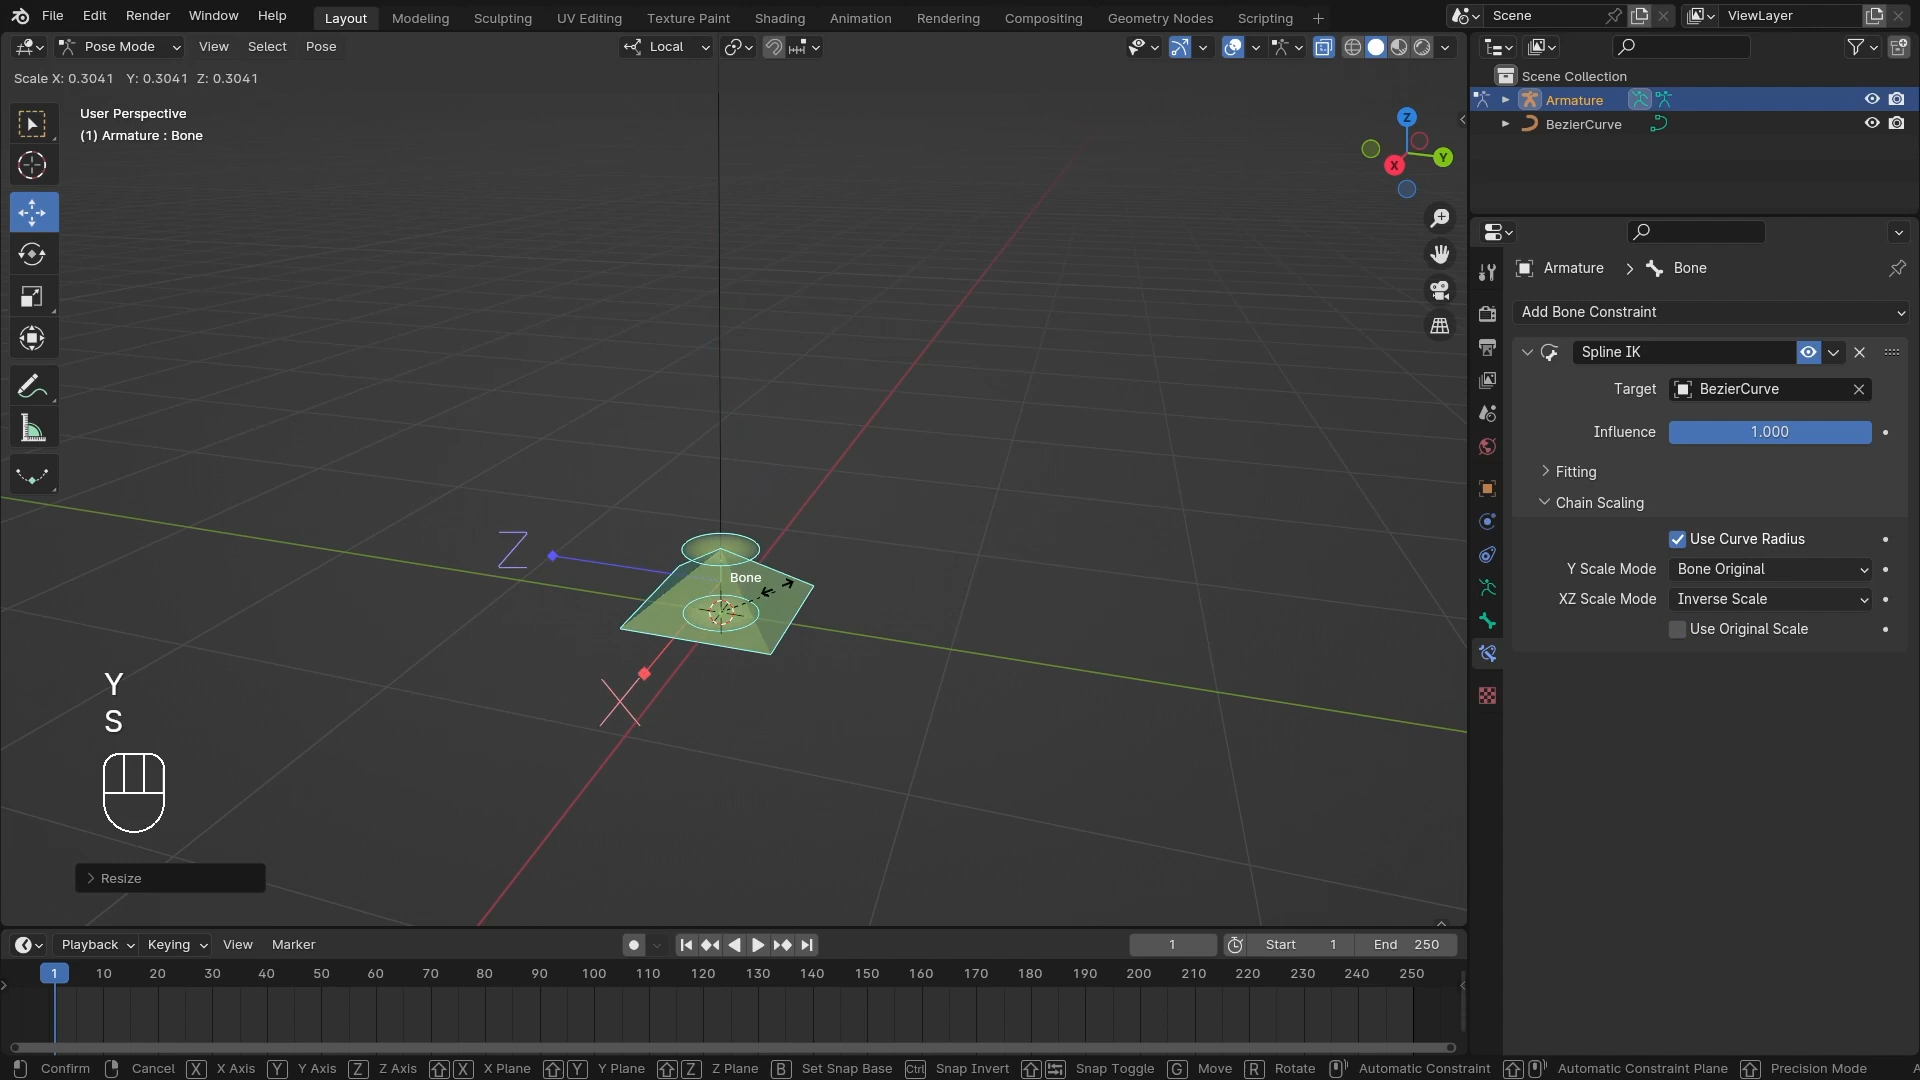 File Edit Render Window Help
Layout Modeling Sculpting UV Editing Texture Paint Shading Animation Rendering Compositing Geometry Nodes Scripting
Scene ViewLayer
Pose Mode View Select Pose Local
Scale X: 0.3041 Y: 0.3041 Z: 0.3041
User Perspective
(1) Armature : Bone
Z
Y
X
Scene Collection
Armature
BezierCurve
Armature Bone
Add Bone Constraint
Spline IK
Target BezierCurve
Influence 1.000
Fitting
Chain Scaling
Use Curve Radius
Y Scale Mode Bone Original
XZ Scale Mode Inverse Scale
Use Original Scale
Z
Bone
X
Y
S
Resize
Playback Keying View Marker 1 Start 1 End 250
1 10 20 30 40 50 60 70 80 90 100 110 120 130 140 150 160 170 180 190 200 210 220 230 240 250
Confirm Cancel X X Axis Y Y Axis Z Z Axis X X Plane Y Y Plane Z Z Plane B Set Snap Base Ctrl Snap Invert Snap Toggle G Move R Rotate Automatic Constraint Automatic Constraint Plane Precision Mode